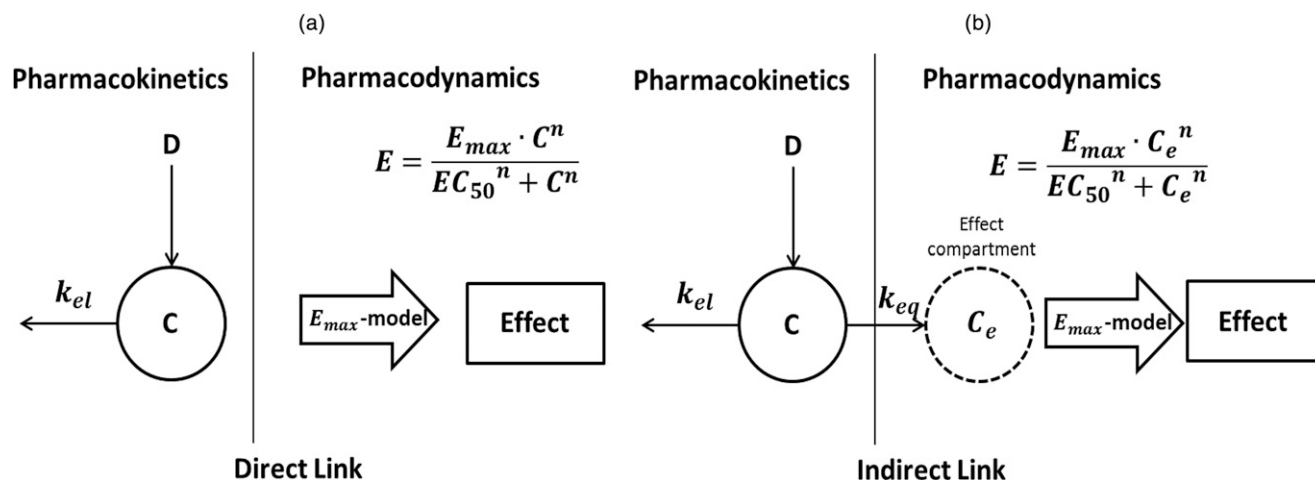 (a)
Pharmacokinetics
Pharmacodynamics
D
E = E_max · C^n / EC_50^n + C^n
k_el
C
E_max-model
Effect
Direct Link
(b)
Pharmacokinetics
Pharmacodynamics
D
E = E_max · C_e^n / EC_50^n + C_e^n
Effect
compartment
k_el
C
k_eq
C_e
E_max-model
Effect
Indirect Link